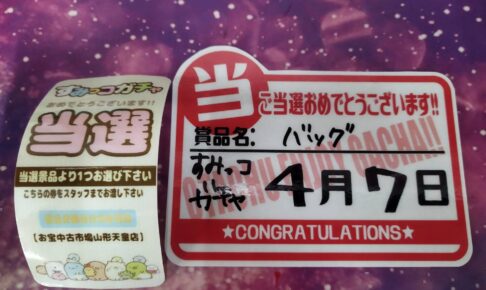 すみっコガチャ
おめでとうございます!!
当選
当選景品より1つお選び下さい
こちらの券をスタッフまでお渡し下さい
【お宝中古市場山形天童店】
当
ご当選おめでとうございます!!
賞品名: バッグ
すみっコ
ガチャ
4月7日
★CONGRATULATIONS★